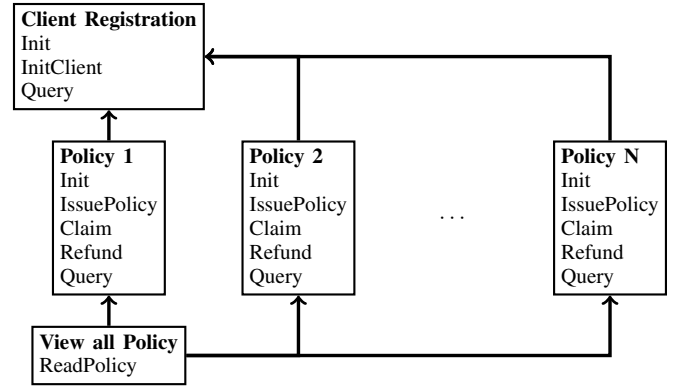 Client Registration
Init
InitClient
Query
Policy 1
Init
IssuePolicy
Claim
Refund
Query
Policy 2
Init
IssuePolicy
Claim
Refund
Query
...
Policy N
Init
IssuePolicy
Claim
Refund
Query
View all Policy
ReadPolicy